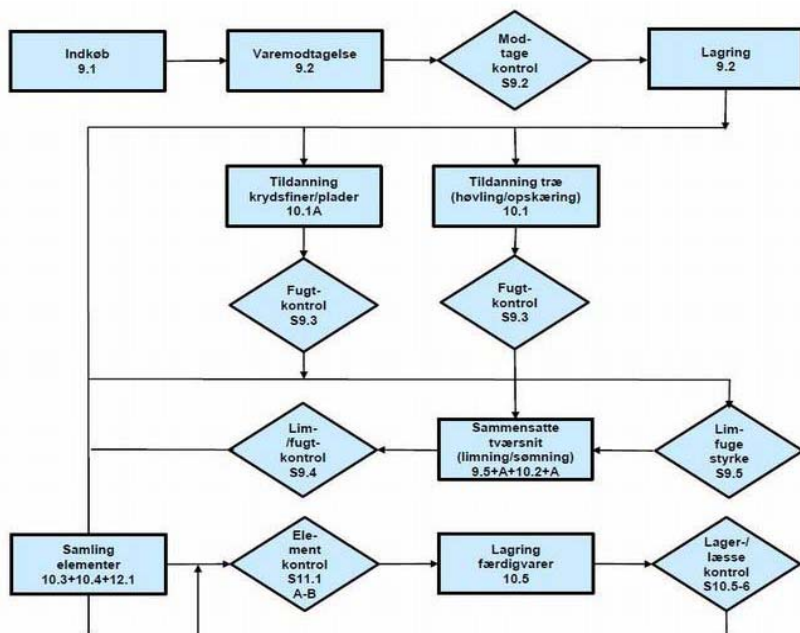 Indkøb
9.1
Varemodtagelse
9.2
Mod-
tage
kontrol
S9.2
Lagring
9.2
Tildanning
krydsfiner/plader
10.1A
Tildanning træ
(høvling/opskæring)
10.1
Fugt-
kontrol
S9.3
Fugt-
kontrol
S9.3
Lim-
/fugt-
kontrol
S9.4
Sammensatte
tværsnit
(limning/sømning)
9.5+A+10.2+A
Lim-
fuge
styrke
S9.5
Samling
elementer
10.3+10.4+12.1
Ele-
ment
kontrol
S11.1
A-B
Lagring
færdigvarer
10.5
Lager-/
læsse
kontrol
S10.5-6